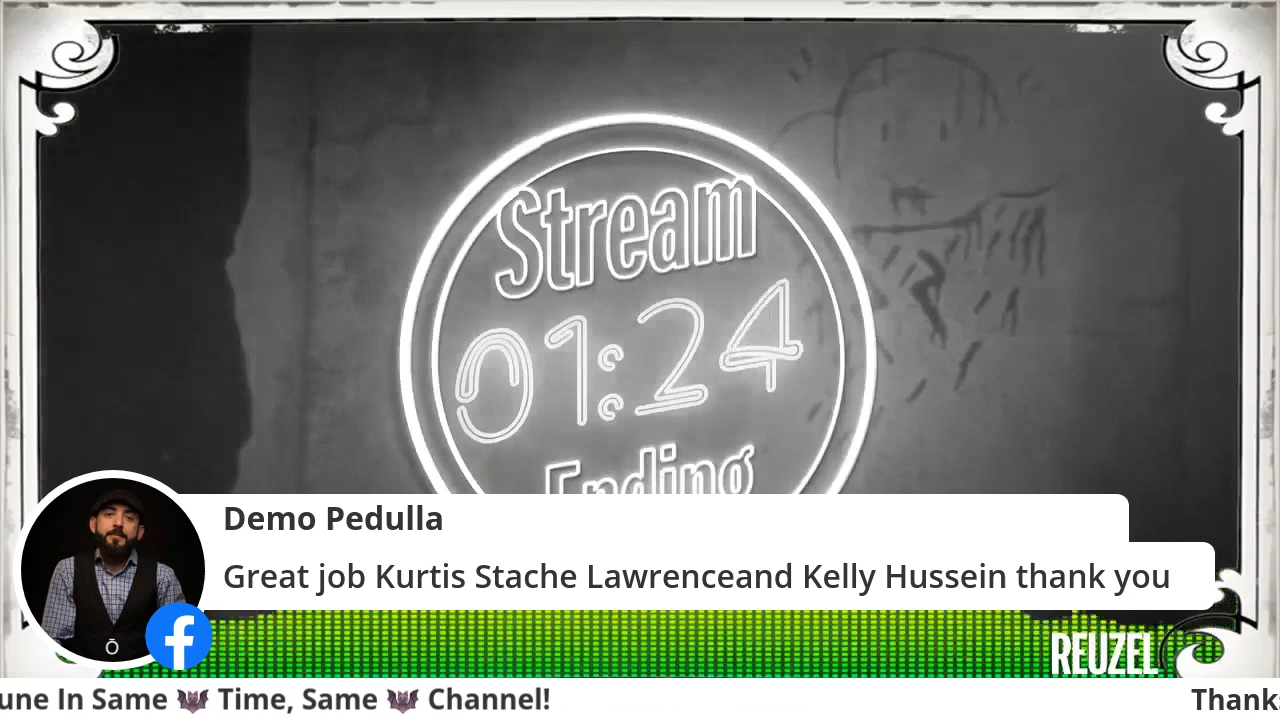 Stream
01:24
Ending
Demo Pedulla
Great job Kurtis Stache Lawrenceand Kelly Hussein thank you
Ō
REUZEL
une In Same 🦇 Time, Same 🦇 Channel!
Thank